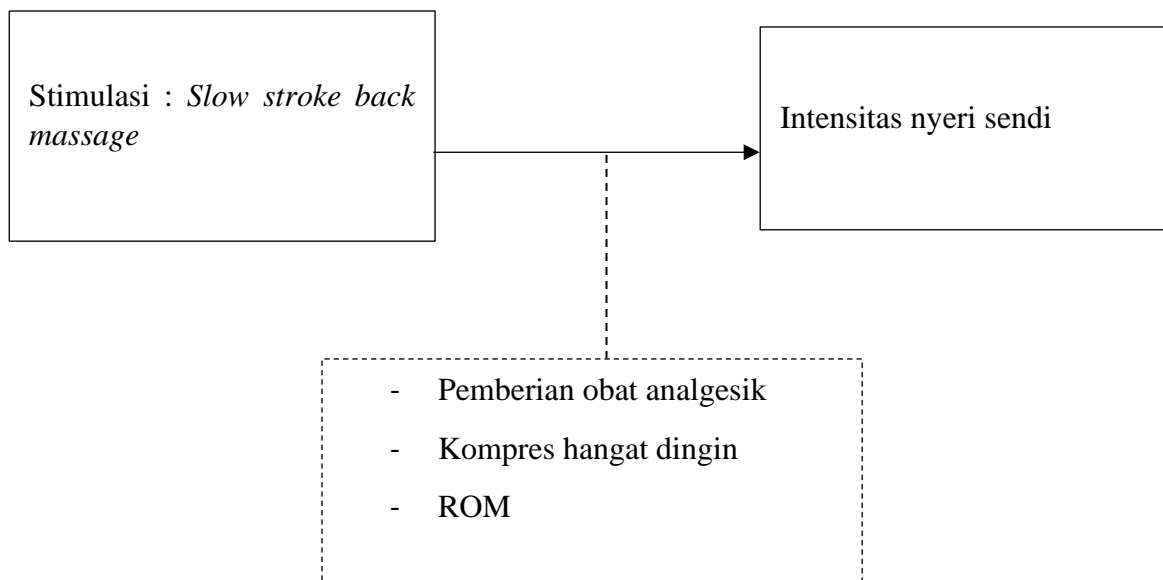 Stimulasi : Slow stroke back
massage
Intensitas nyeri sendi
- Pemberian obat analgesik
- Kompres hangat dingin
- ROM